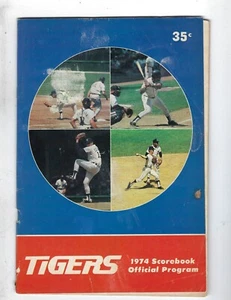 35¢
TIGERS
1974 Scorebook
Official Program